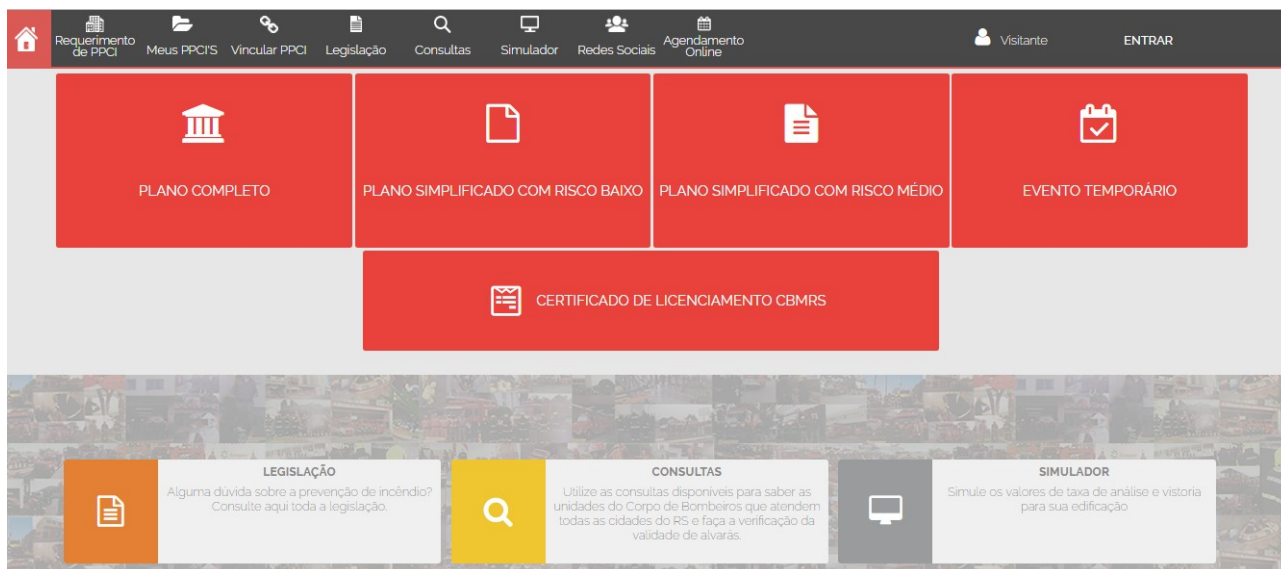 Requerimento
de PPCI
Meus PPCI'S
Vincular PPCI
Legislação
Consultas
Simulador
Redes Sociais
Agendamento
Online
Visitante
ENTRAR
PLANO COMPLETO
PLANO SIMPLIFICADO COM RISCO BAIXO
PLANO SIMPLIFICADO COM RISCO MÉDIO
EVENTO TEMPORÁRIO
CERTIFICADO DE LICENCIAMENTO CBMRS
LEGISLAÇÃO
Alguma dúvida sobre a prevenção de incêndio?
Consulte aqui toda a legislação.
CONSULTAS
Utilize as consultas disponíveis para saber as
unidades do Corpo de Bombeiros que atendem
todas as cidades do RS e faça a verificação da
validade de alvarás.
SIMULADOR
Simule os valores de taxa de análise e vistoria
para sua edificação